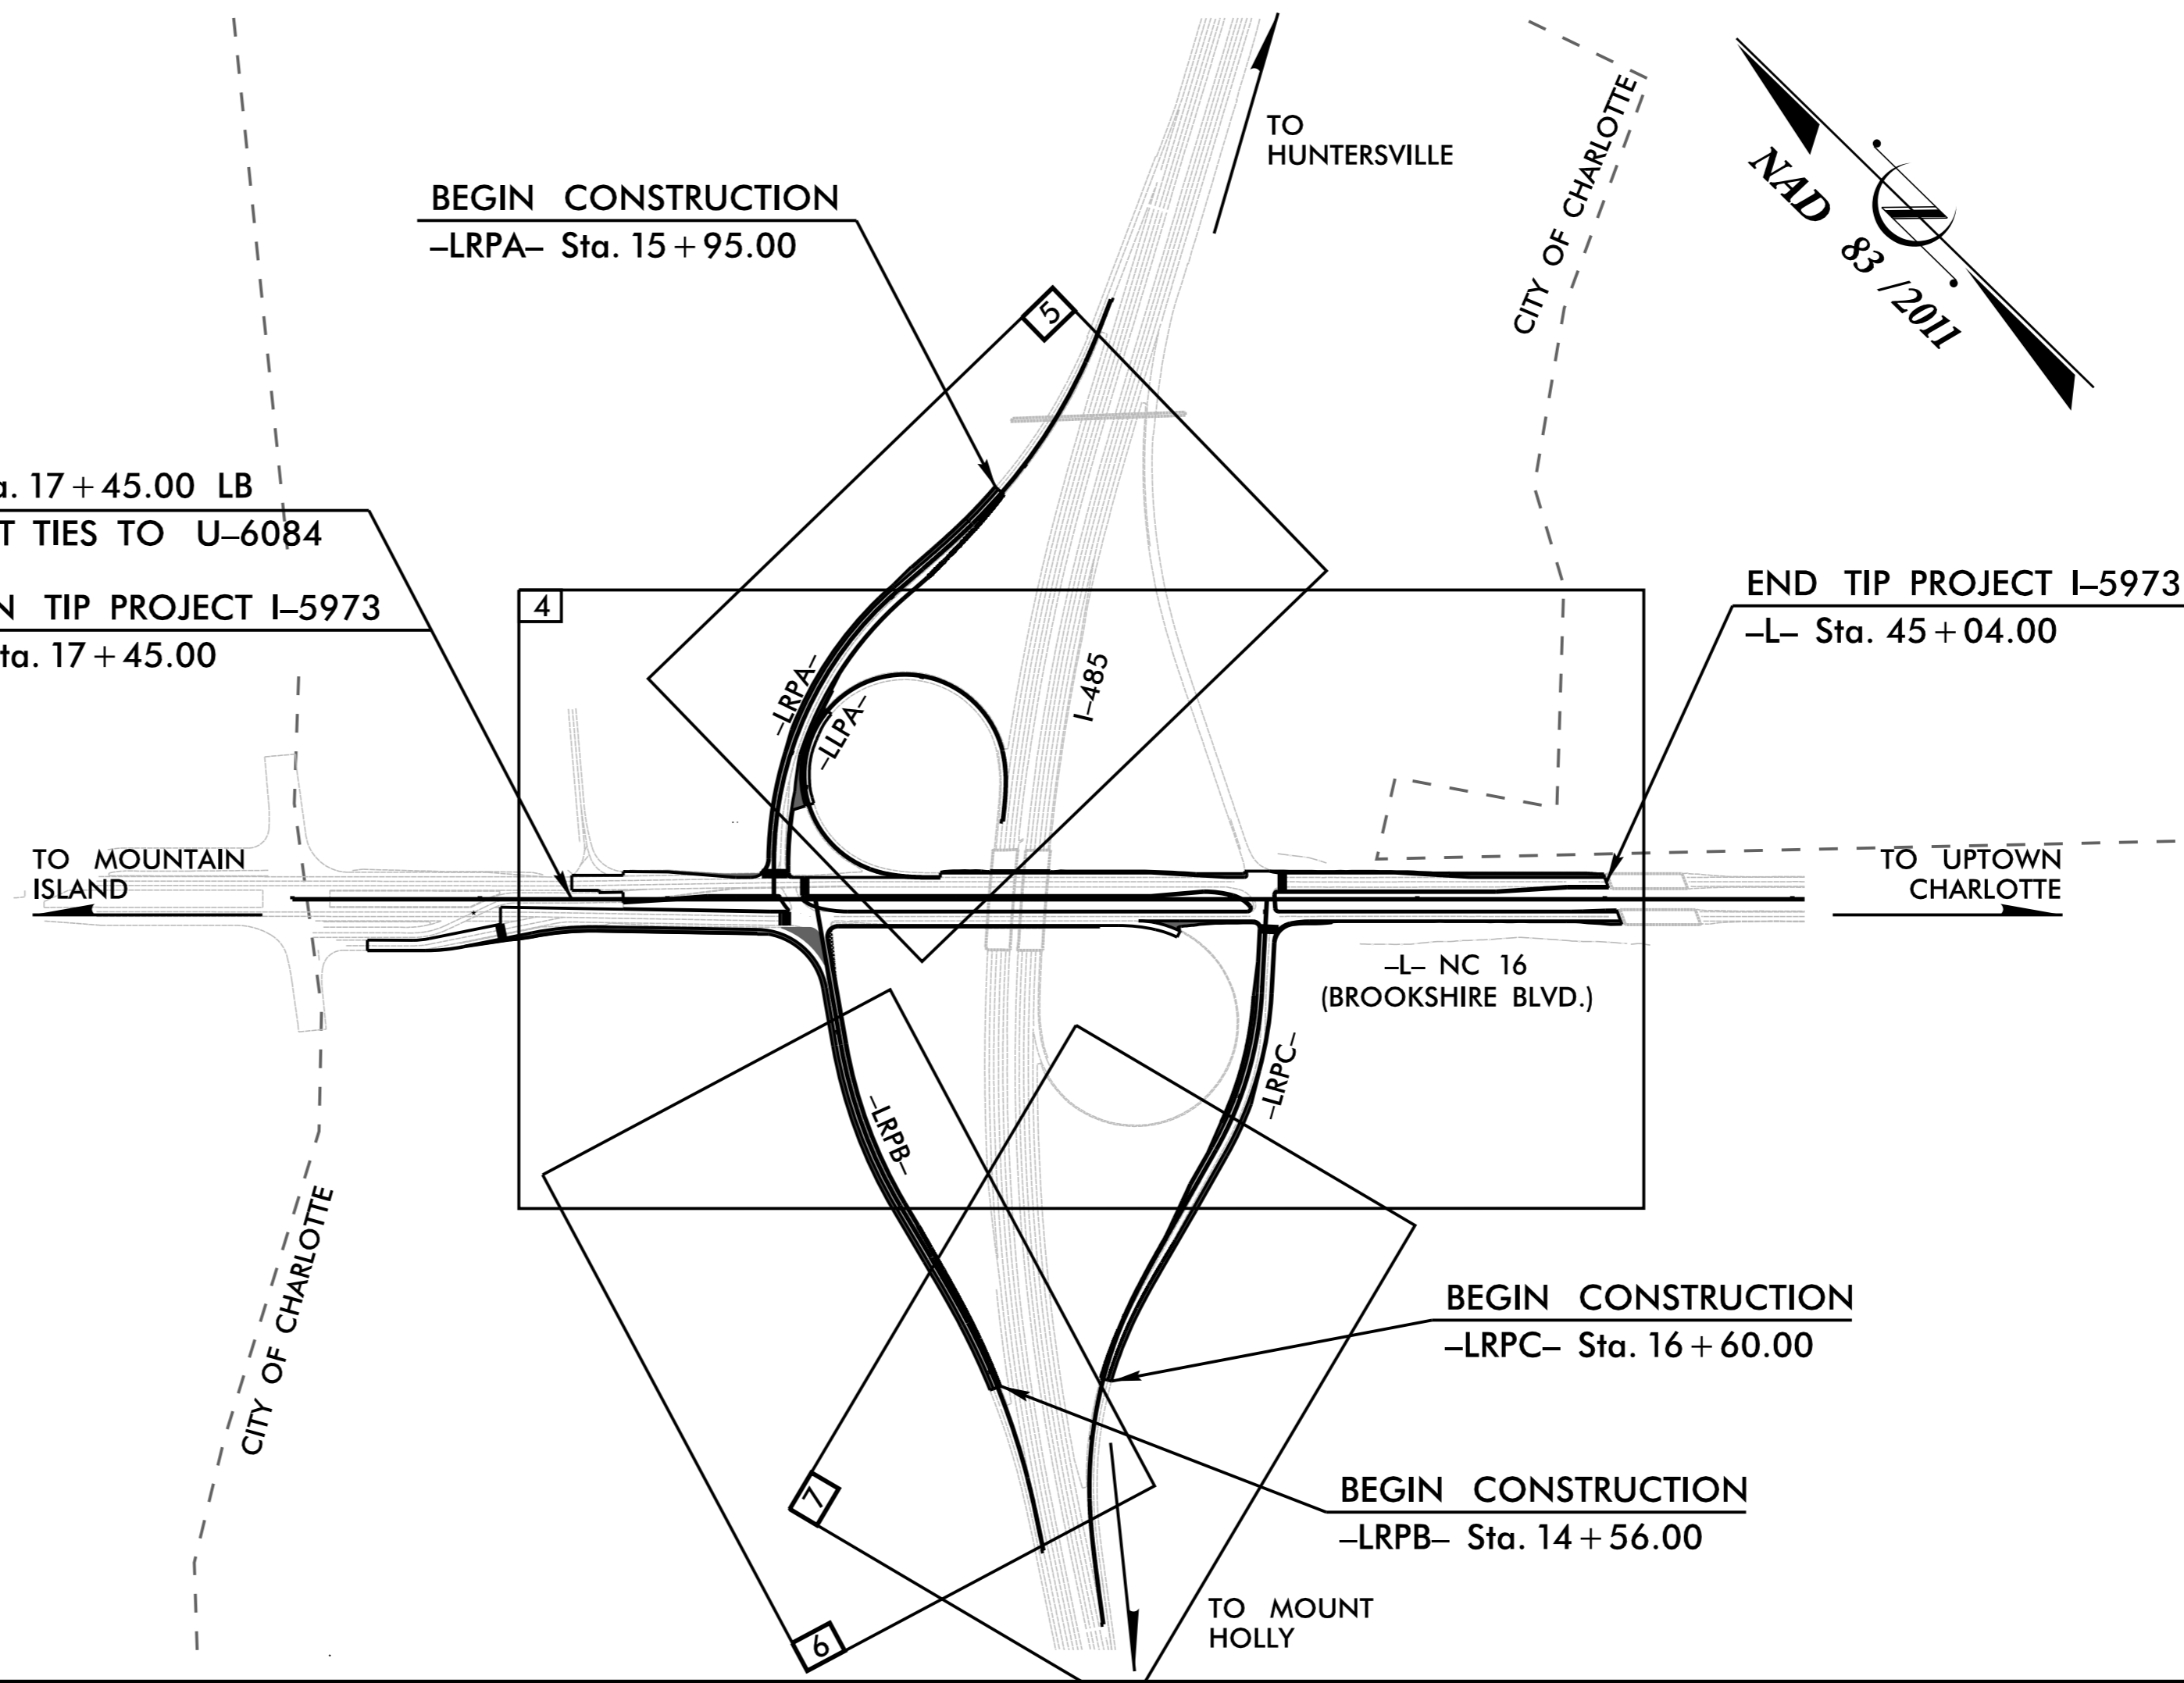 TO
HUNTERSVILLE
CITY OF CHARLOTTE
NAD 83 /2011
BEGIN CONSTRUCTION
–LRPA– Sta. 15+95.00
5
17+45.00 LB
TIES TO U–6084
TIP PROJECT I–5973
17+45.00
4
END TIP PROJECT I–5973
–L– Sta. 45+04.00
–LRPA–
–LLPA–
I–485
TO MOUNTAIN
ISLAND
TO UPTOWN
CHARLOTTE
–L– NC 16
(BROOKSHIRE BLVD.)
–LRPB–
–LRPC–
CITY OF CHARLOTTE
BEGIN CONSTRUCTION
–LRPC– Sta. 16+60.00
7
BEGIN CONSTRUCTION
–LRPB– Sta. 14+56.00
6
TO MOUNT
HOLLY